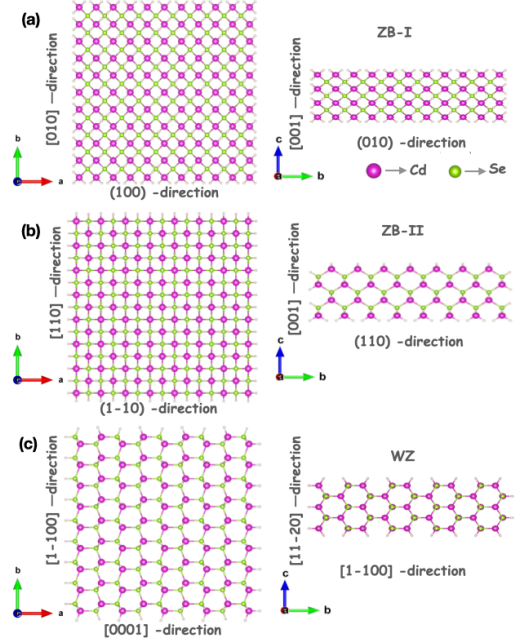 (a)
ZB-I
[010] —direction
[001] —direction
b
a
(100) -direction
c
b
a
(010) -direction
Cd
Se
(b)
ZB-II
[110] —direction
[001] —direction
b
a
(1-10) -direction
c
b
a
(110) -direction
(c)
WZ
[1-100] —direction
[11-20] —direction
b
a
[0001] -direction
c
b
a
[1-100] -direction